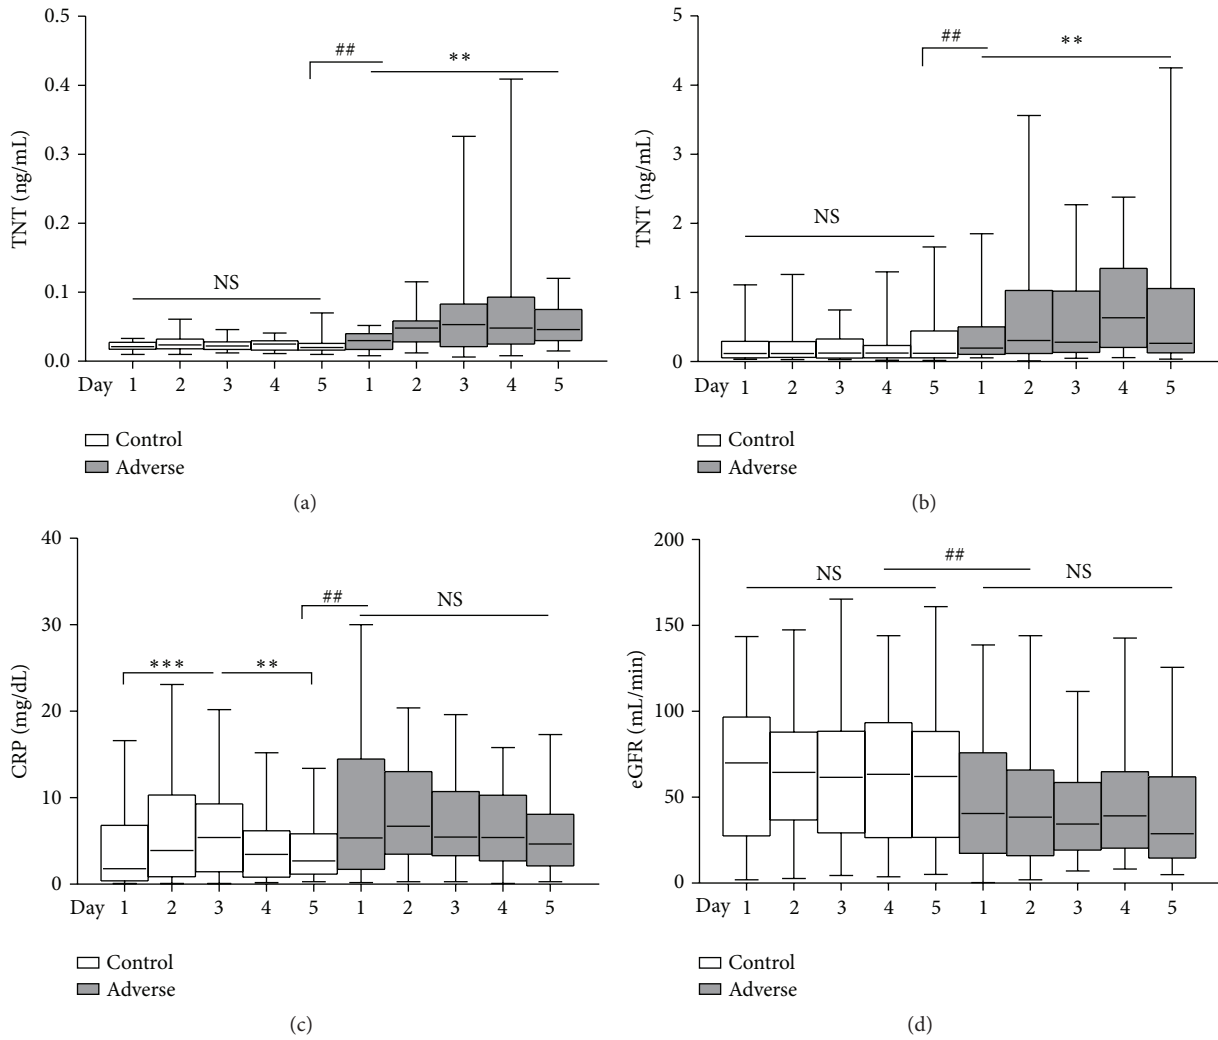 0.5
0.4
0.3
0.2
0.1
0.0
TNT (ng/mL)
NS
##
**
Day 1 2 3 4 5 1 2 3 4 5
Control
Adverse
(a)
5
4
3
2
1
0
TNT (ng/mL)
NS
##
**
Day 1 2 3 4 5 1 2 3 4 5
Control
Adverse
(b)
40
30
20
10
0
CRP (mg/dL)
***
**
##
NS
Day 1 2 3 4 5 1 2 3 4 5
Control
Adverse
(c)
200
150
100
50
0
eGFR (mL/min)
NS
##
NS
Day 1 2 3 4 5 1 2 3 4 5
Control
Adverse
(d)